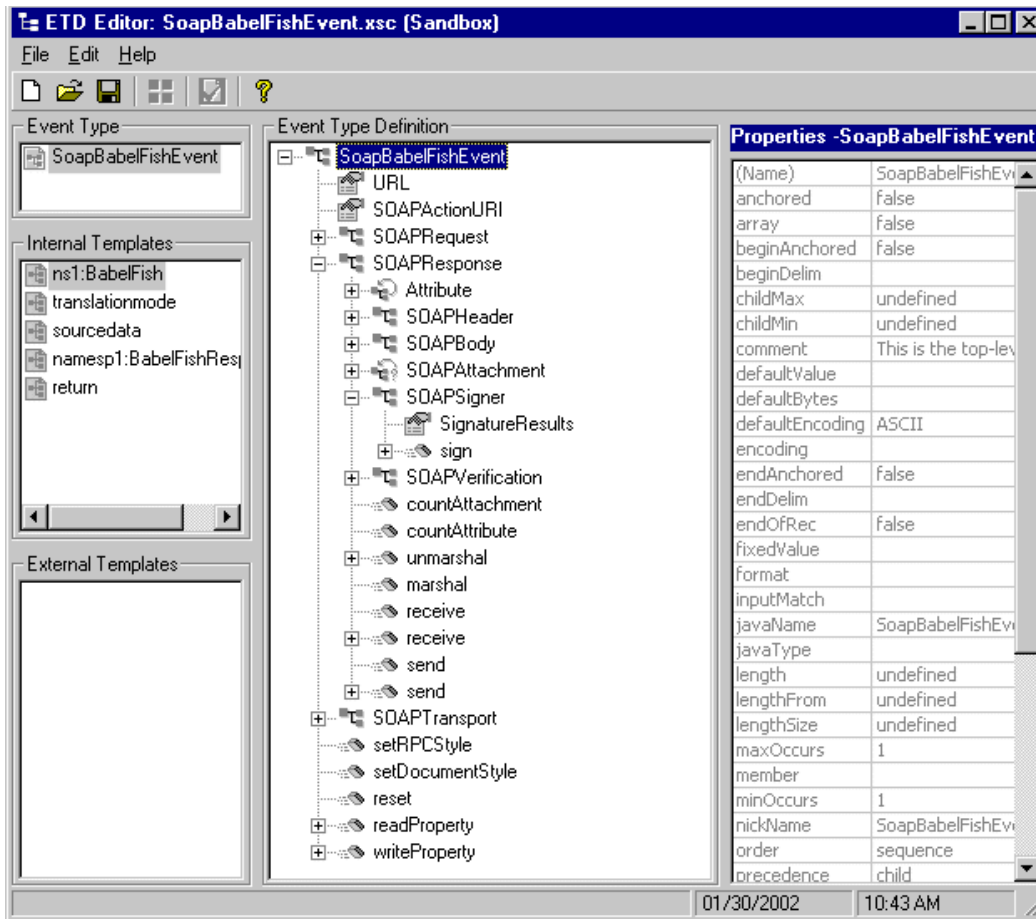 ETD Editor: SoapBabelFishEvent.xsc (Sandbox)
File Edit Help
Event Type
SoapBabelFishEvent
Internal Templates
ns1:BabelFish
translationmode
sourcedata
namesp1:BabelFishResp
return
External Templates
Event Type Definition
SoapBabelFishEvent
URL
SOAPActionURI
SOAPRequest
SOAPResponse
Attribute
SOAPHeader
SOAPBody
SOAPAttachment
SOAPSigner
SignatureResults
sign
SOAPVerification
countAttachment
countAttribute
unmarshal
marshal
receive
receive
send
send
SOAPTransport
setRPCStyle
setDocumentStyle
reset
readProperty
writeProperty
Properties -SoapBabelFishEvent
(Name) SoapBabelFishEv
anchored false
array false
beginAnchored false
beginDelim
childMax undefined
childMin undefined
comment This is the top-lev
defaultValue
defaultBytes
defaultEncoding ASCII
encoding
endAnchored false
endDelim
endOfRec false
fixedValue
format
inputMatch
javaName SoapBabelFishEv
javaType
length undefined
lengthFrom undefined
lengthSize undefined
maxOccurs 1
member
minOccurs 1
nickName SoapBabelFishEv
order sequence
precedence child
01/30/2002 10:43 AM